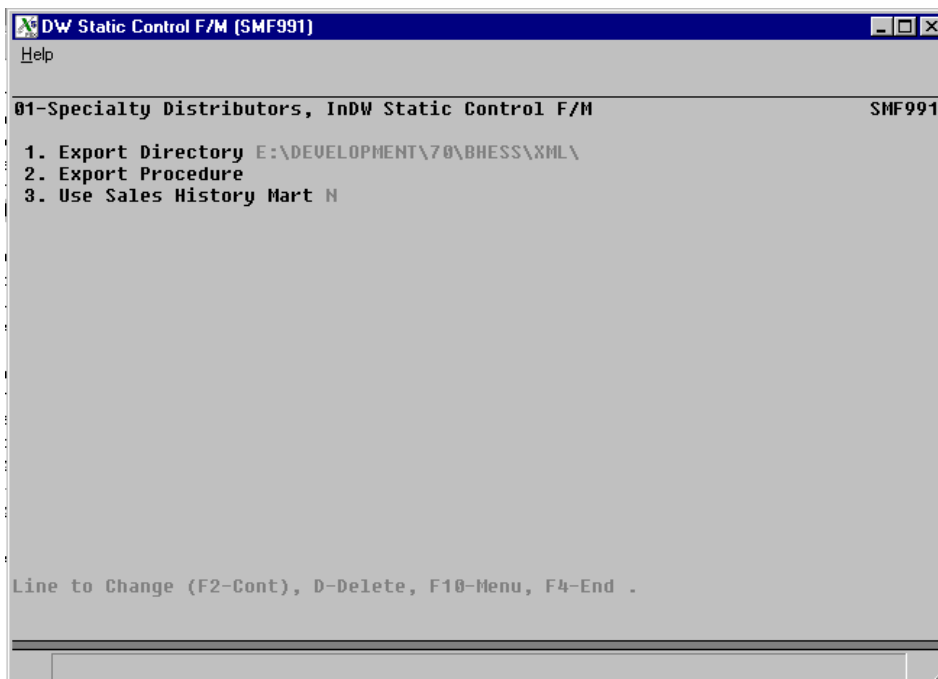 DW Static Control F/M (SMF991)
Help
01-Specialty Distributors, InDW Static Control F/M SMF991
1. Export Directory E:\DEVELOPMENT\70\BHESS\XML\
2. Export Procedure
3. Use Sales History Mart N
Line to Change (F2-Cont), D-Delete, F10-Menu, F4-End .